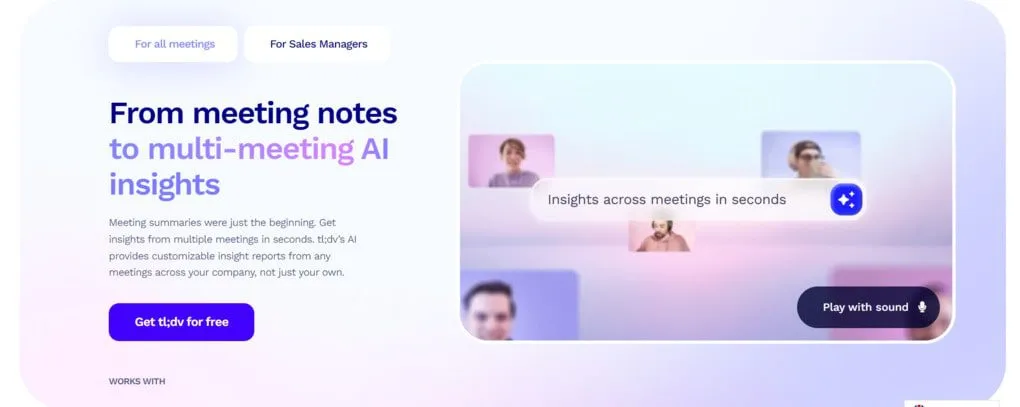 For all meetings
For Sales Managers
From meeting notes
to multi-meeting AI
insights
Meeting summaries were just the beginning. Get
insights from multiple meetings in seconds. tl;dv's AI
provides customizable insight reports from any
meetings across your company, not just your own.
Get tl;dv for free
WORKS WITH
Insights across meetings in seconds
Play with sound